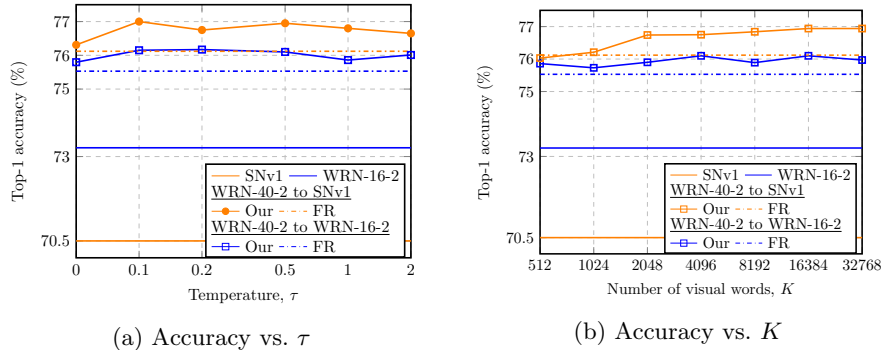 Top-1 accuracy (%)
77
76
75
73
70.5
0 0.1 0.2 0.5 1 2
Temperature, τ
SNv1 WRN-16-2
WRN-40-2 to SNv1
Our FR
WRN-40-2 to WRN-16-2
Our FR
(a) Accuracy vs. τ
Top-1 accuracy (%)
77
76
75
73
70.5
512 1024 2048 4096 8192 16384 32768
Number of visual words, K
SNv1 WRN-16-2
WRN-40-2 to SNv1
Our FR
WRN-40-2 to WRN-16-2
Our FR
(b) Accuracy vs. K